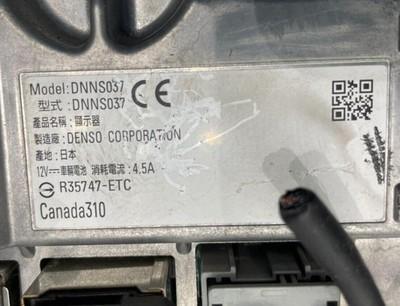 Model: DNNS037 CE
型式: DNNS037
產品名稱: 顯示器
製造廠: DENSO CORPORATION
產地: 日本
12V⎓車輛電池 消耗電流: 4.5A
R35747-ETC
Canada310